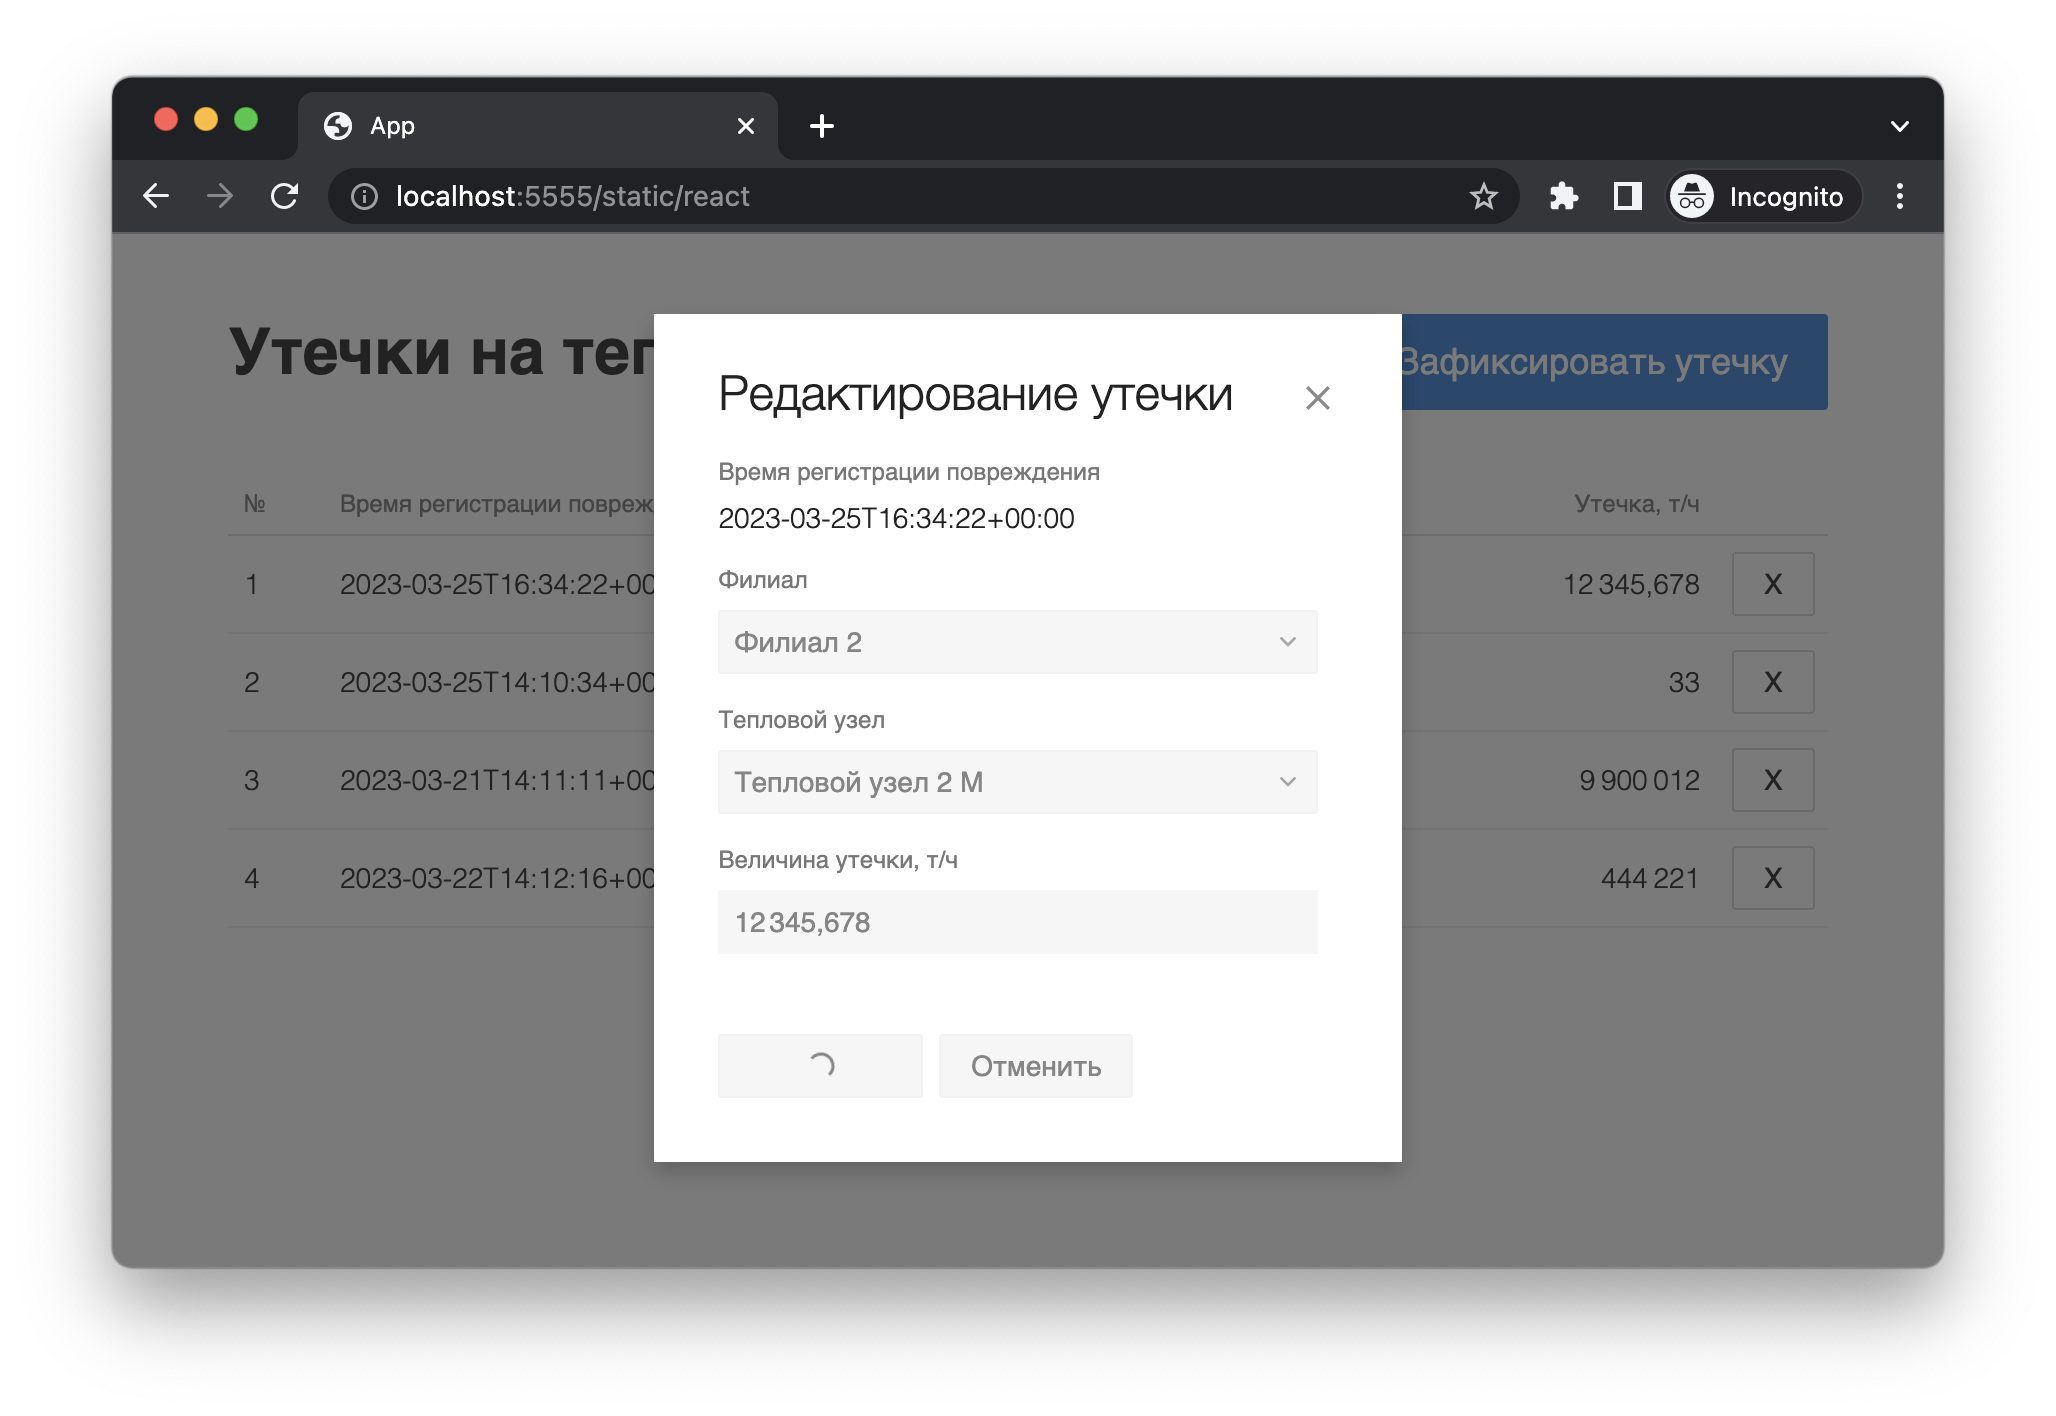 App
localhost:5555/static/react
Incognito
Утечки на теп
Зафиксировать утечку
№ Время регистрации повреж Утечка, т/ч
1 2023-03-25T16:34:22+00 12 345,678 X
2 2023-03-25T14:10:34+00 33 X
3 2023-03-21T14:11:11+00 9 900 012 X
4 2023-03-22T14:12:16+00 444 221 X
Редактирование утечки
Время регистрации повреждения
2023-03-25T16:34:22+00:00
Филиал
Филиал 2
Тепловой узел
Тепловой узел 2 М
Величина утечки, т/ч
12 345,678
Отменить